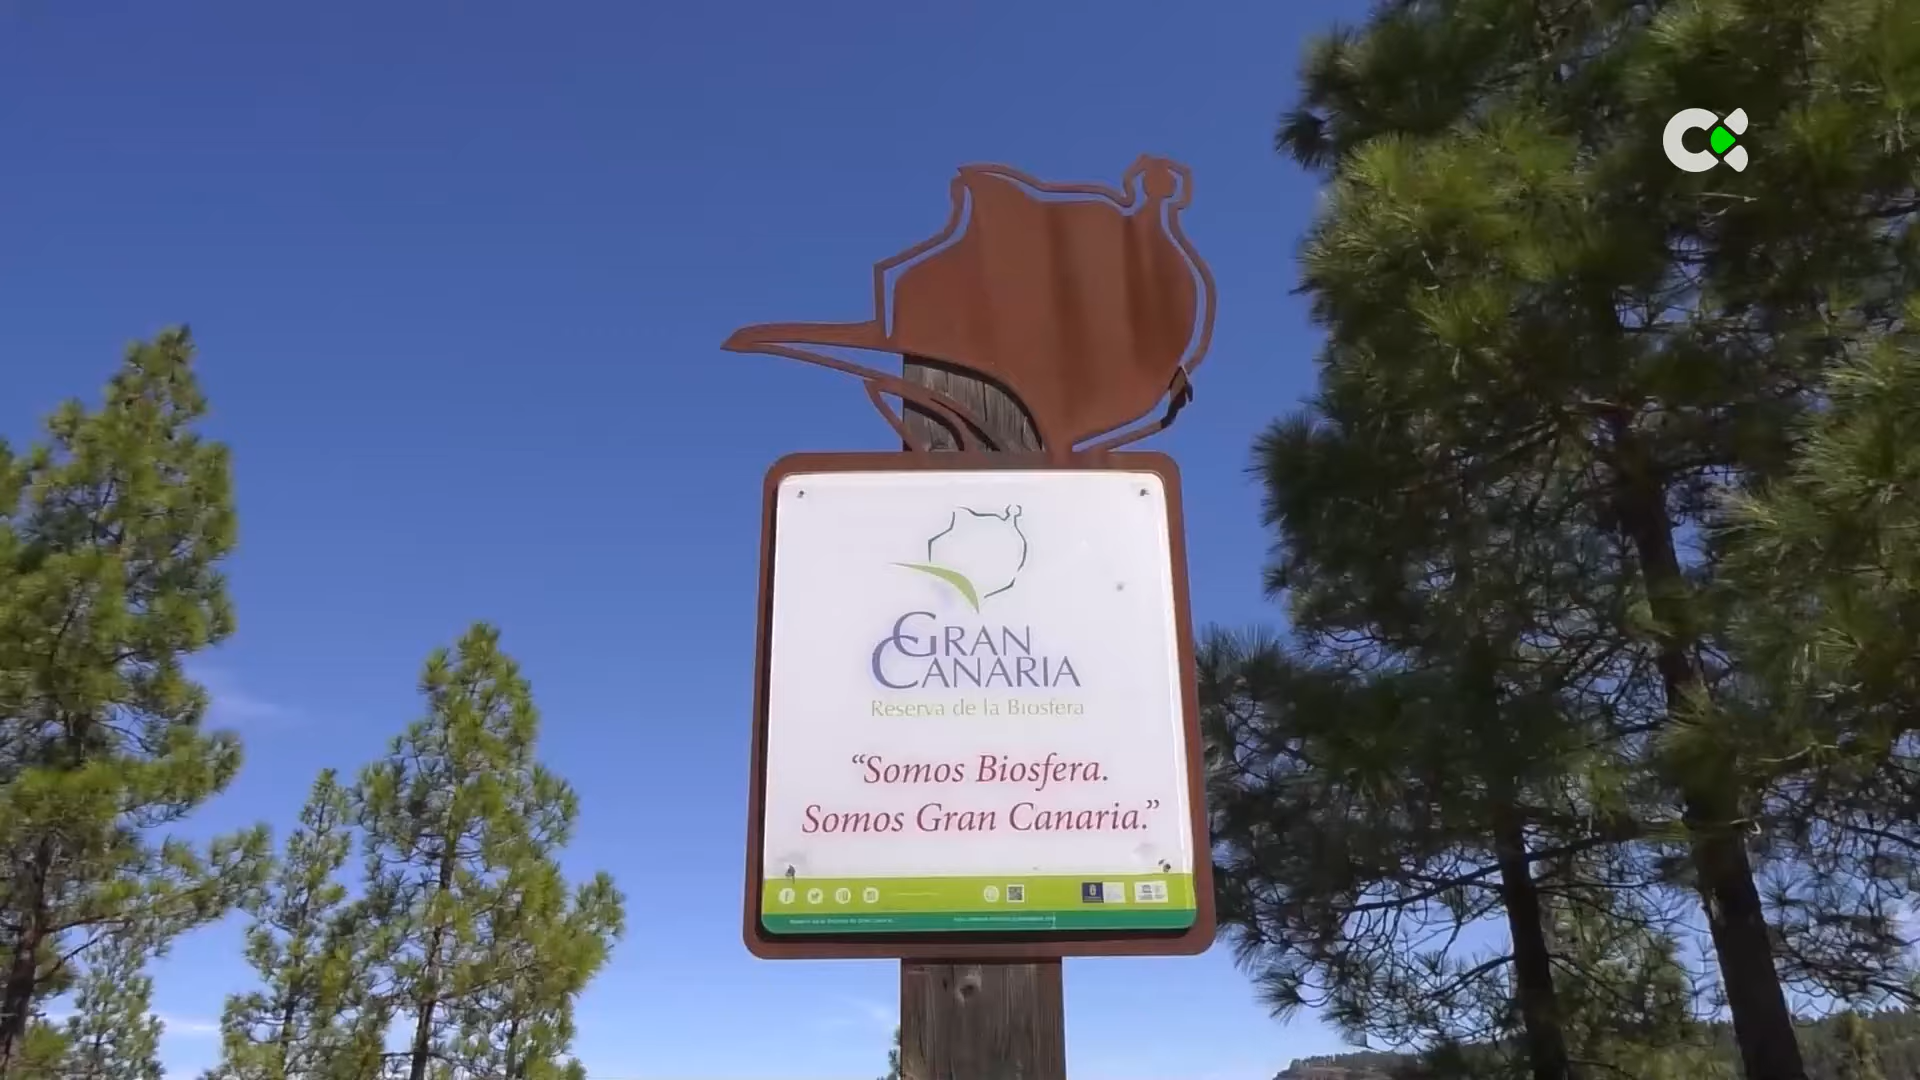 GRAN
CANARIA
Reserva de la Biosfera
“Somos Biosfera.
Somos Gran Canaria.”